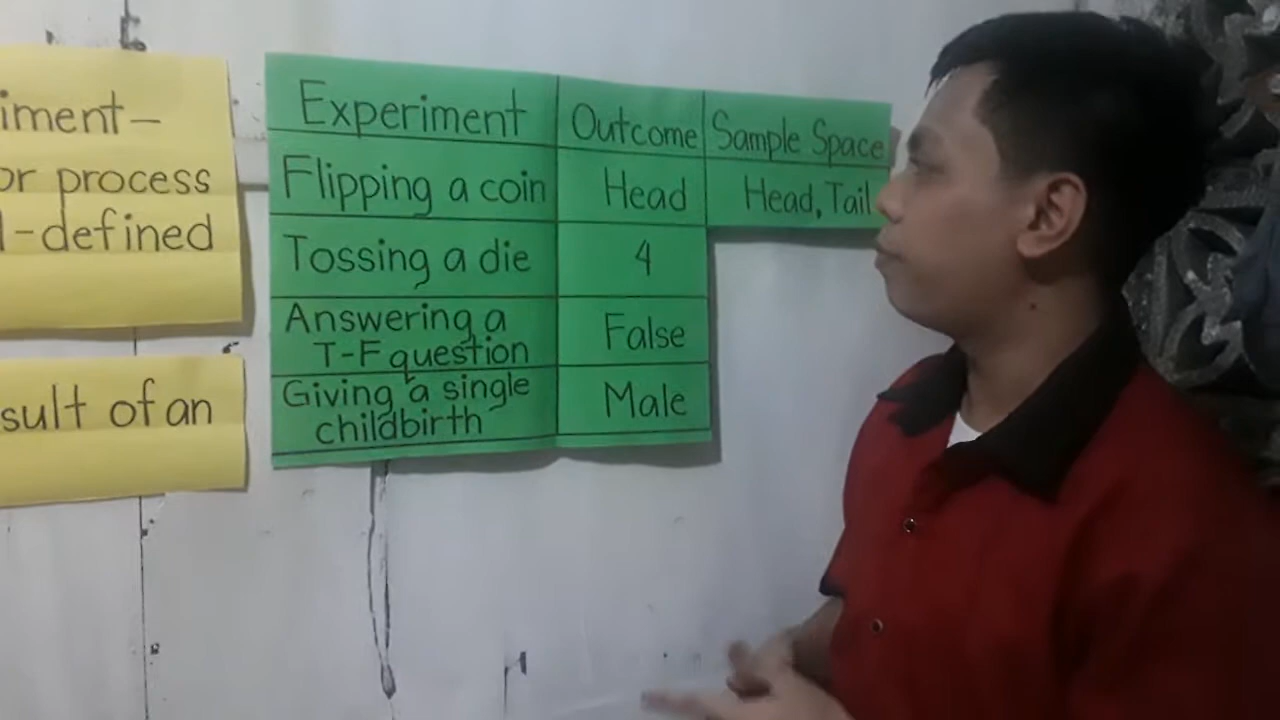 iment-
or process
l-defined
sult of an
Experiment Outcome Sample Space
Flipping a coin Head Head, Tail
Tossing a die 4
Answering a
T-F question False
Giving a single
childbirth Male